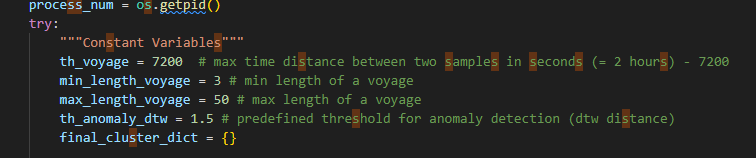 process_num = os.getpid()
try:
"""Constant Variables"""
th_voyage = 7200 # max time distance between two samples in seconds (= 2 hours) - 7200
min_length_voyage = 3 # min length of a voyage
max_length_voyage = 50 # max length of a voyage
th_anomaly_dtw = 1.5 # predefined threshold for anomaly detection (dtw distance)
final_cluster_dict = {}